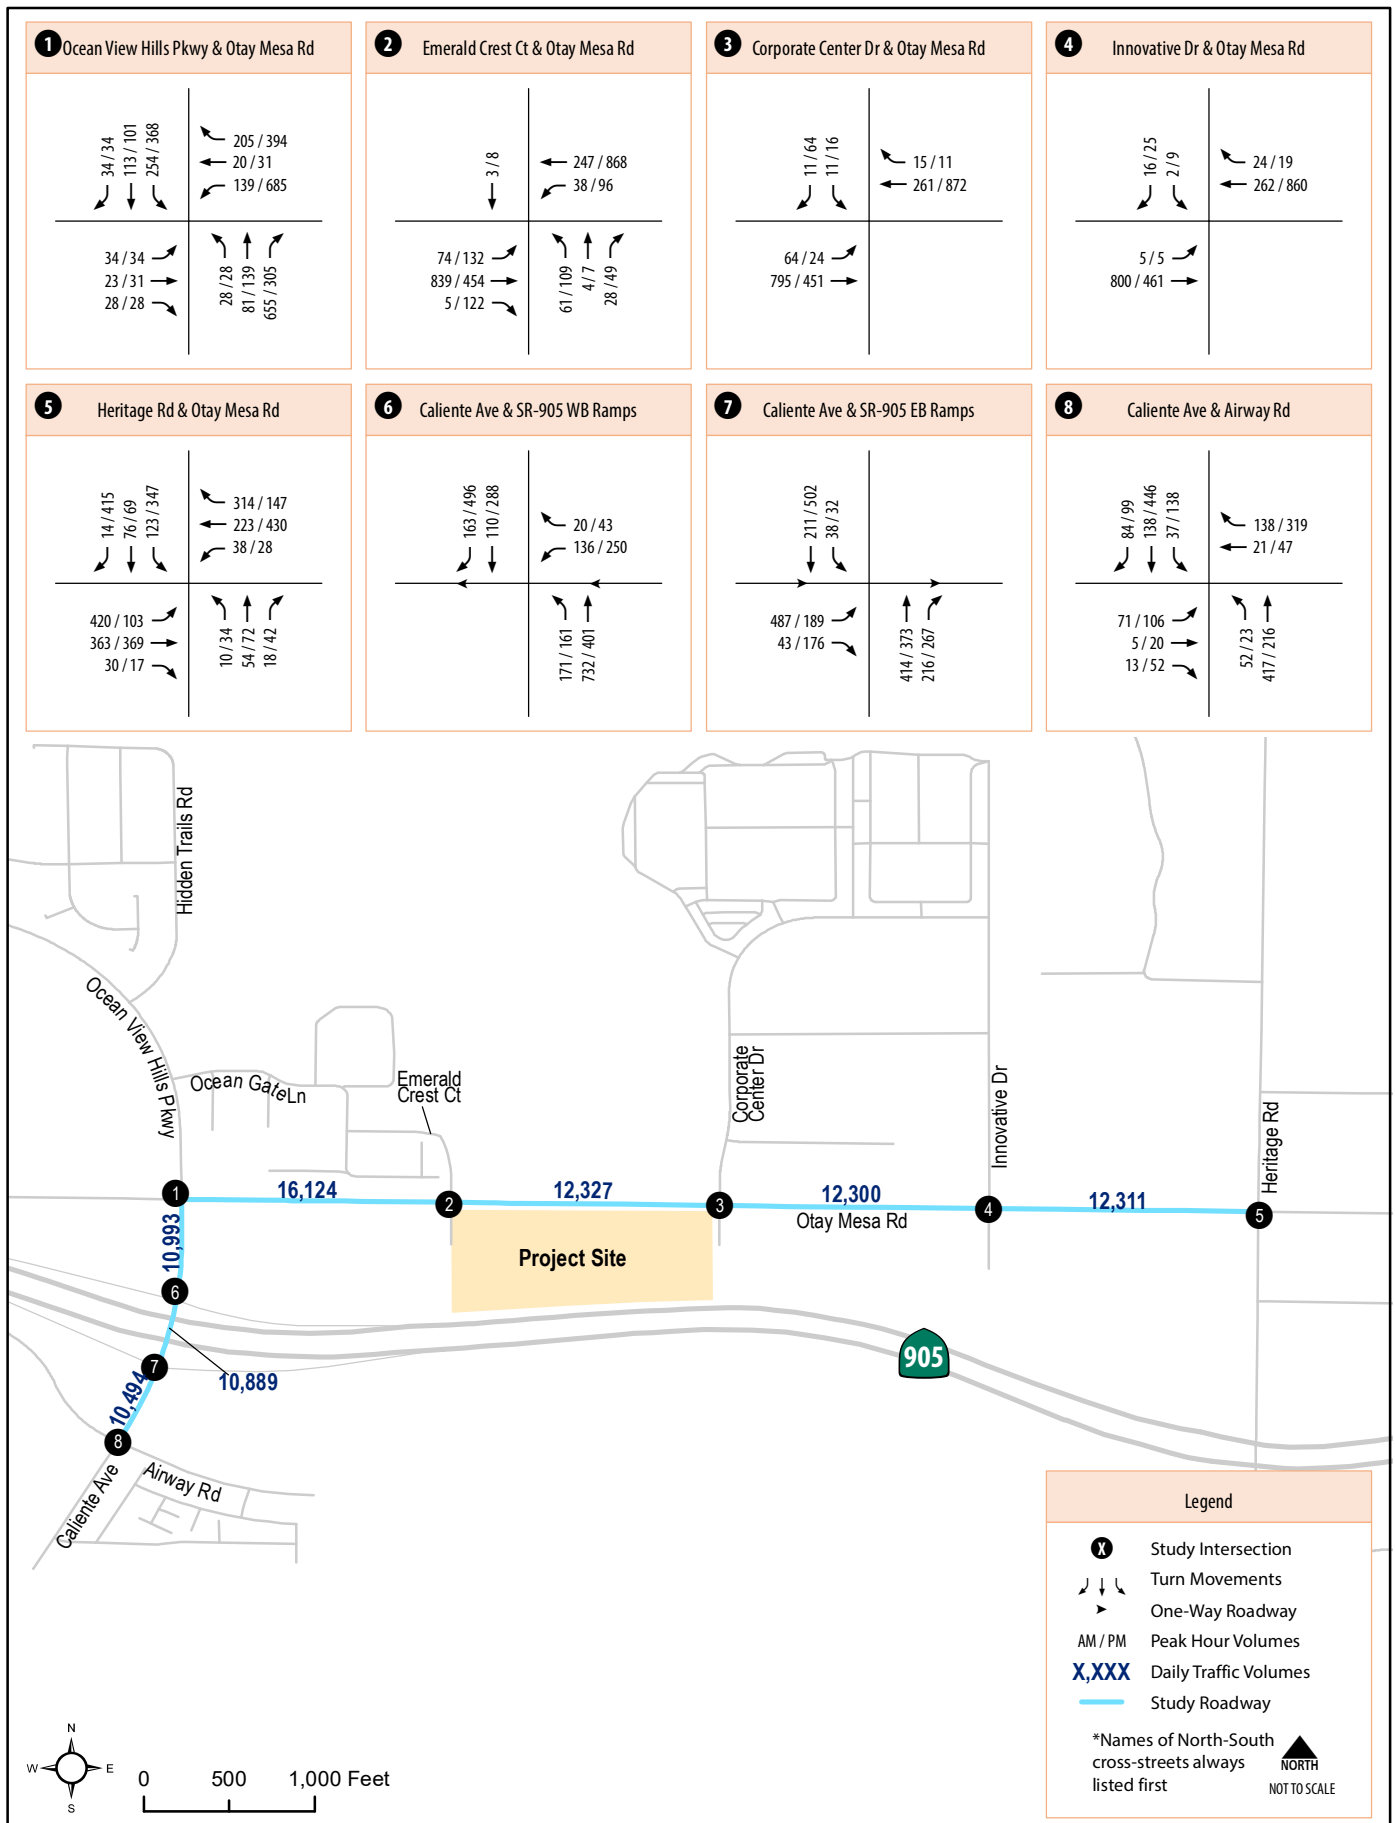 1 Ocean View Hills Pkwy & Otay Mesa Rd
34 / 34
113 / 101
254 / 368
205 / 394
20 / 31
139 / 685
34 / 34
23 / 31
28 / 28
28 / 28
81 / 139
655 / 305
2 Emerald Crest Ct & Otay Mesa Rd
3 / 8
247 / 868
38 / 96
74 / 132
839 / 454
5 / 122
61 / 109
4 / 7
28 / 49
3 Corporate Center Dr & Otay Mesa Rd
11 / 64
11 / 16
15 / 11
261 / 872
64 / 24
795 / 451
4 Innovative Dr & Otay Mesa Rd
16 / 25
2 / 9
24 / 19
262 / 860
5 / 5
800 / 461
5 Heritage Rd & Otay Mesa Rd
14 / 415
76 / 69
123 / 347
314 / 147
223 / 430
38 / 28
420 / 103
363 / 369
30 / 17
10 / 34
54 / 72
18 / 42
6 Caliente Ave & SR-905 WB Ramps
163 / 496
110 / 288
20 / 43
136 / 250
171 / 161
732 / 401
7 Caliente Ave & SR-905 EB Ramps
211 / 502
38 / 32
487 / 189
43 / 176
414 / 373
216 / 267
8 Caliente Ave & Airway Rd
84 / 99
138 / 446
37 / 138
138 / 319
21 / 47
71 / 106
5 / 20
13 / 52
52 / 23
417 / 216
Hidden Trails Rd
Ocean View Hills Pkwy
Ocean Gate Ln
Emerald
Crest Ct
Corporate
Center Dr
Innovative Dr
Heritage Rd
1
16,124
2
12,327
3
12,300
4
12,311
5
Otay Mesa Rd
10,993
Project Site
6
7
10,889
905
10,494
8
Caliente Ave
Airway Rd
Legend
X Study Intersection
Turn Movements
One-Way Roadway
AM / PM Peak Hour Volumes
X,XXX Daily Traffic Volumes
Study Roadway
*Names of North-South
cross-streets always
listed first
NORTH
NOT TO SCALE
N
W E
S
0 500 1,000 Feet